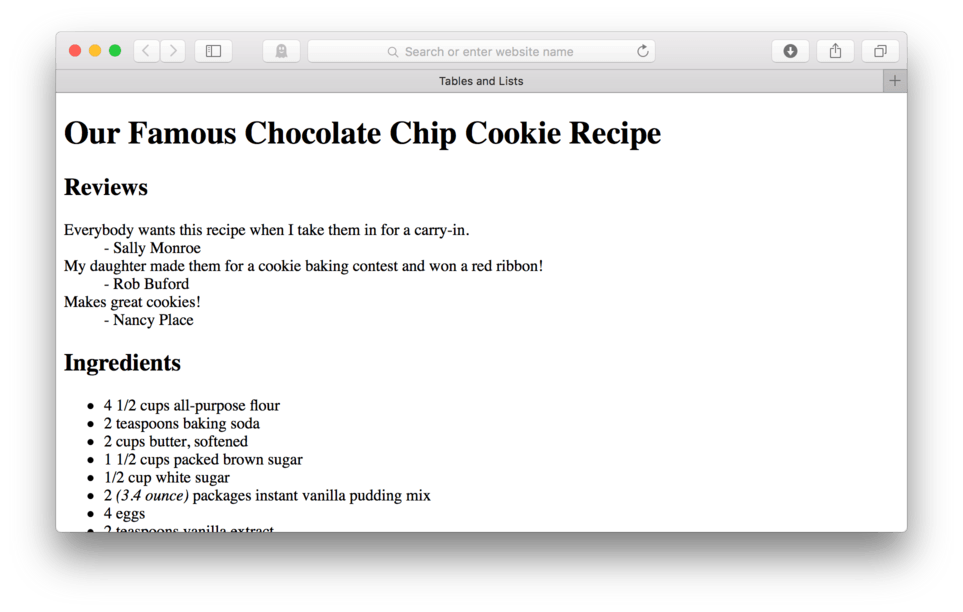 Search or enter website name
Tables and Lists
Our Famous Chocolate Chip Cookie Recipe
Reviews
Everybody wants this recipe when I take them in for a carry-in.
- Sally Monroe
My daughter made them for a cookie baking contest and won a red ribbon!
- Rob Buford
Makes great cookies!
- Nancy Place
Ingredients
• 4 1/2 cups all-purpose flour
• 2 teaspoons baking soda
• 2 cups butter, softened
• 1 1/2 cups packed brown sugar
• 1/2 cup white sugar
• 2 (3.4 ounce) packages instant vanilla pudding mix
• 4 eggs
• 2 teaspoons vanilla extract